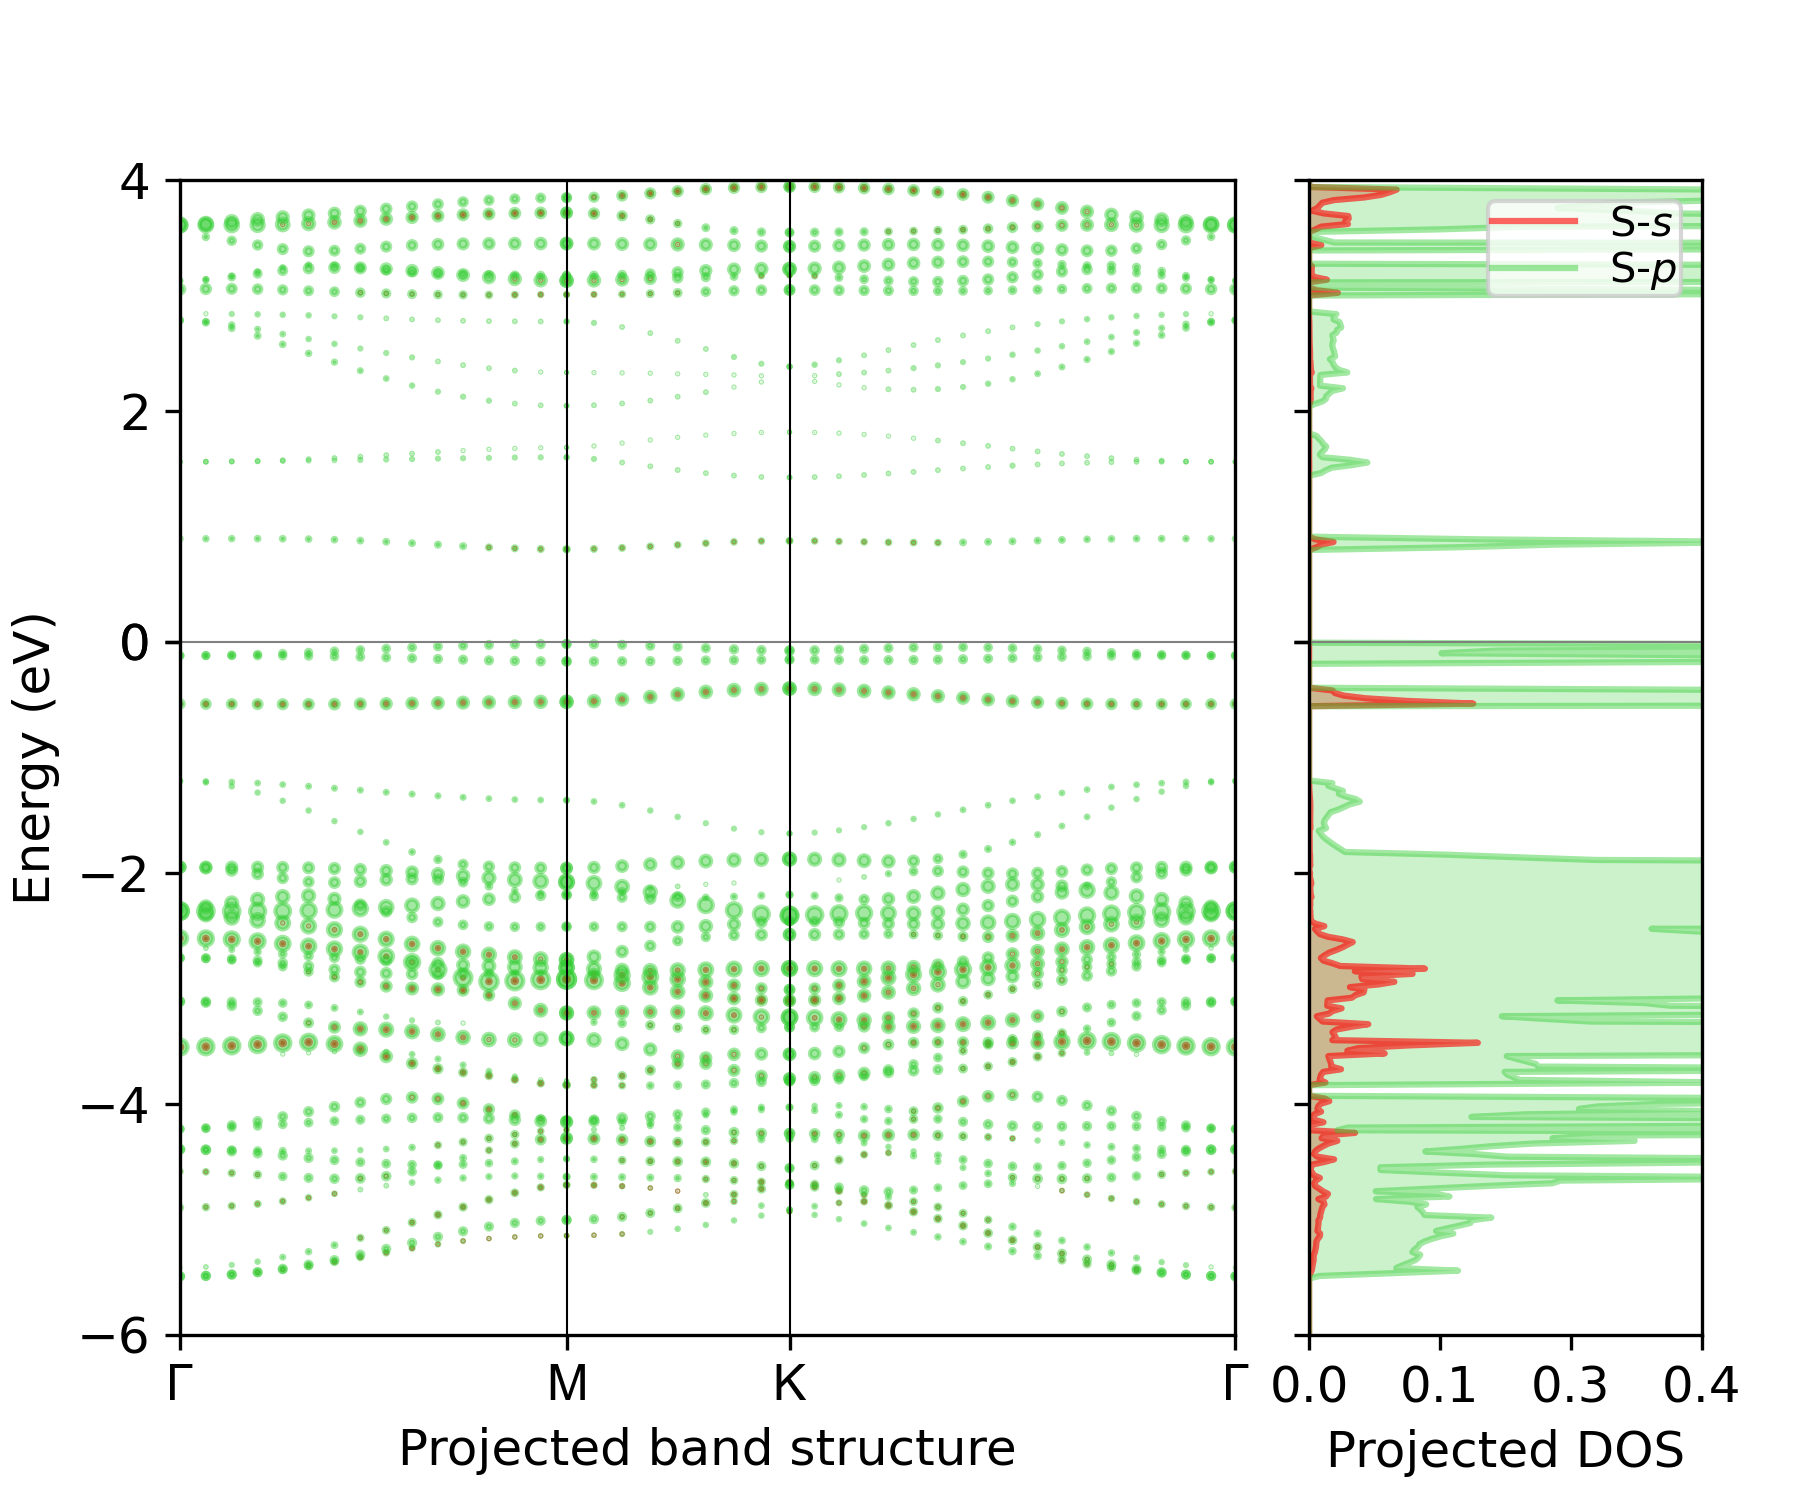 4
2
0
−2
−4
−6
Energy (eV)
Γ M K Γ
Projected band structure
S-s
S-p
0.0 0.1 0.3 0.4
Projected DOS